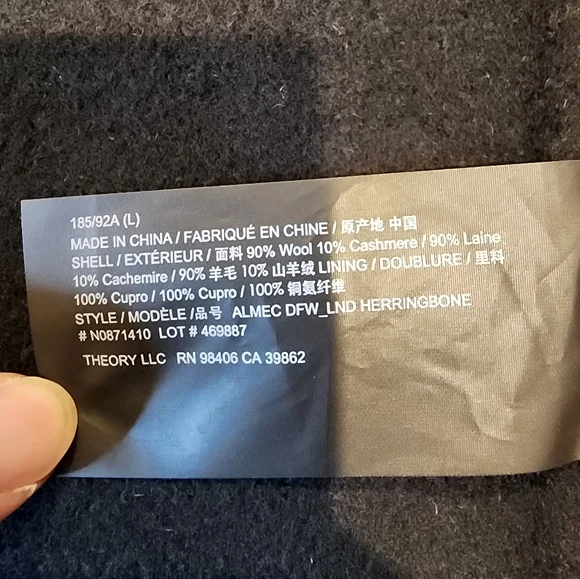 185/92A (L)
MADE IN CHINA / FABRIQUÉ EN CHINE / 原产地 中国
SHELL / EXTÉRIEUR / 面料 90% Wool 10% Cashmere / 90% Laine
10% Cachemire / 90% 羊毛 10% 山羊绒 LINING / DOUBLURE / 里料
100% Cupro / 100% Cupro / 100% 铜氨纤维
STYLE / MODÈLE /品号 ALMEC DFW_LND HERRINGBONE
# N0871410 LOT # 469887
THEORY LLC RN 98406 CA 39862